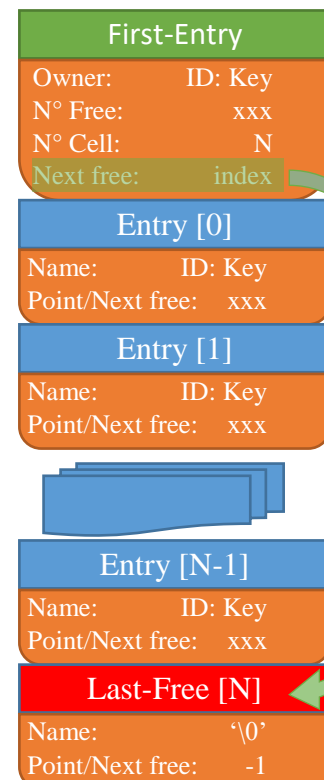 First-Entry
Owner: ID: Key
N° Free: xxx
N° Cell: N
Next free: index
Entry [0]
Name: ID: Key
Point/Next free: xxx
Entry [1]
Name: ID: Key
Point/Next free: xxx
Entry [N-1]
Name: ID: Key
Point/Next free: xxx
Last-Free [N]
Name: ‘\0’
Point/Next free: -1